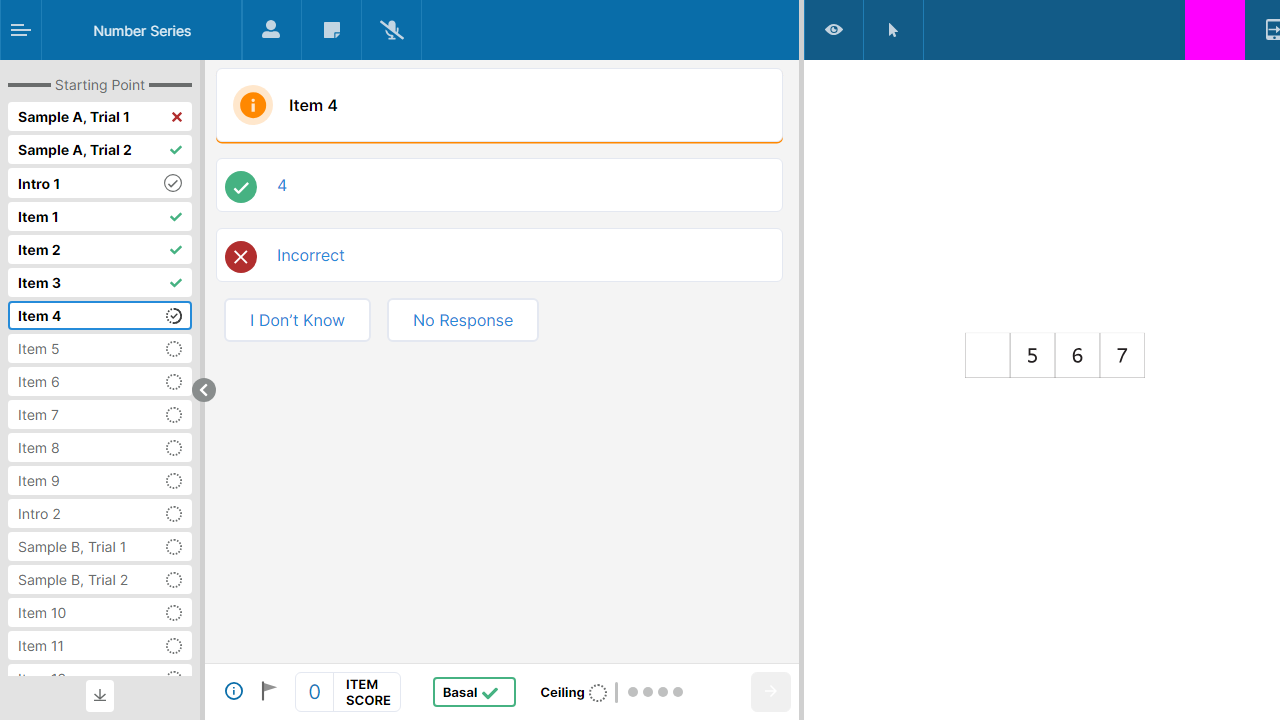 Number Series
Starting Point
Sample A, Trial 1
Sample A, Trial 2
Intro 1
Item 1
Item 2
Item 3
Item 4
Item 5
Item 6
Item 7
Item 8
Item 9
Intro 2
Sample B, Trial 1
Sample B, Trial 2
Item 10
Item 11
Item 4
4
Incorrect
I Don’t Know
No Response
0
ITEM
SCORE
Basal
Ceiling
5 6 7